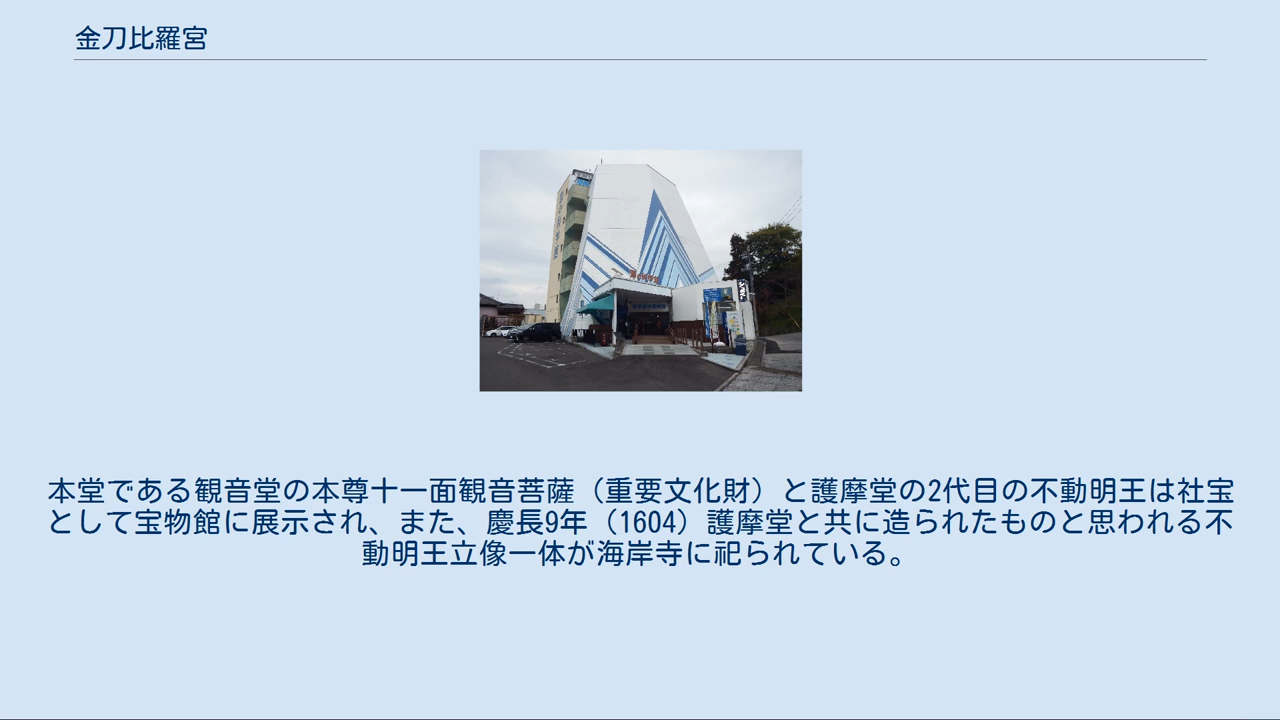 金刀比羅宮
本堂である観音堂の本尊十一面観音菩薩（重要文化財）と護摩堂の2代目の不動明王は社宝
として宝物館に展示され、また、慶長9年（1604）護摩堂と共に造られたものと思われる不
動明王立像一体が海岸寺に祀られている。